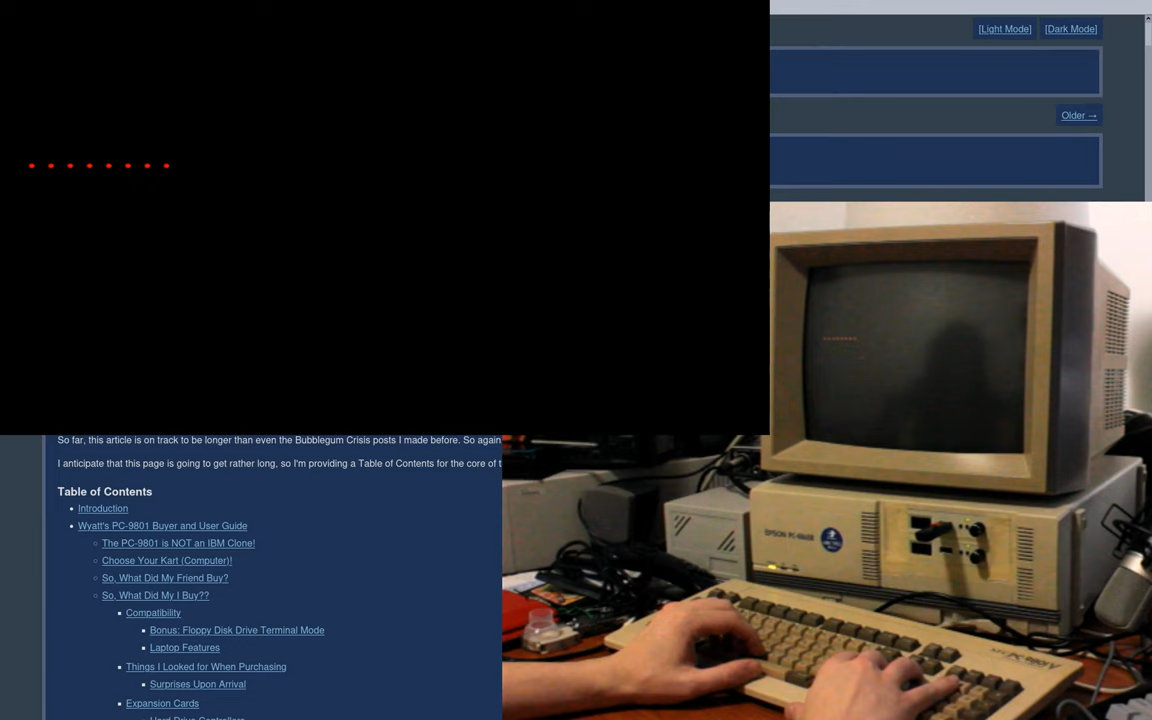 [Light Mode] [Dark Mode]
Older →
So far, this article is on track to be longer than even the Bubblegum Crisis posts I made before. So again
I anticipate that this page is going to get rather long, so I'm providing a Table of Contents for the core of t
Table of Contents
Introduction
Wyatt's PC-9801 Buyer and User Guide
The PC-9801 is NOT an IBM Clone!
Choose Your Kart (Computer)!
So, What Did My Friend Buy?
So, What Did My I Buy??
Compatibility
Bonus: Floppy Disk Drive Terminal Mode
Laptop Features
Things I Looked for When Purchasing
Surprises Upon Arrival
Expansion Cards
Hard Drive Controllers
EPSON